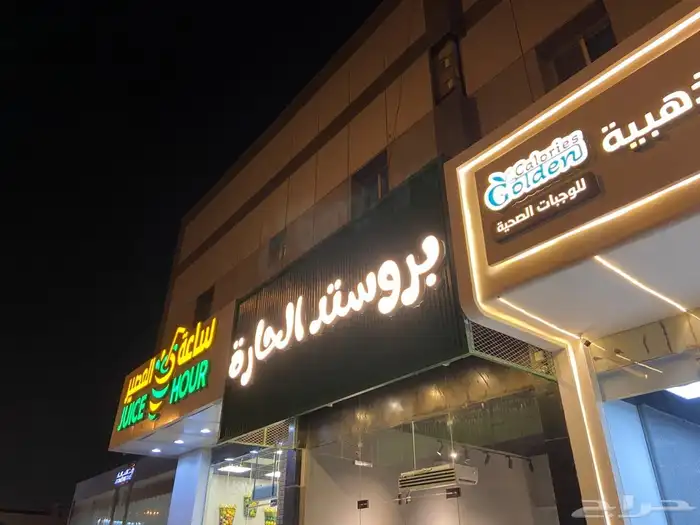 ساعة العصير
JUICE HOUR
بروستد الحارة
Calories
Golden
للوجبات الصحية
ذهبية
حراج